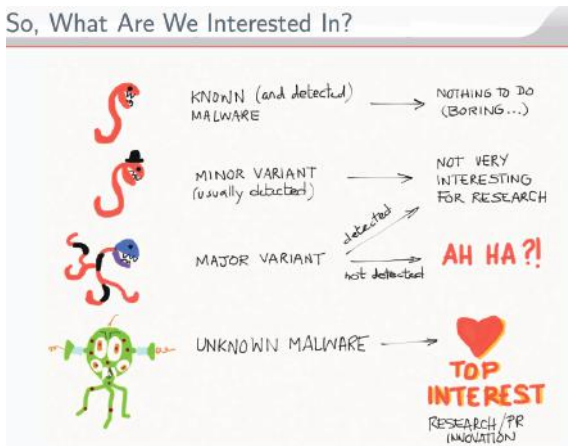 So, What Are We Interested In?
KNOWN (and detected)
MALWARE
NOTHING TO DO
(BORING...)
MINOR VARIANT
(usually detected)
NOT VERY
INTERESTING
FOR RESEARCH
MAJOR VARIANT
detected
not detected
AH HA?!
UNKNOWN MALWARE
TOP
INTEREST
RESEARCH/PR
INNOVATION